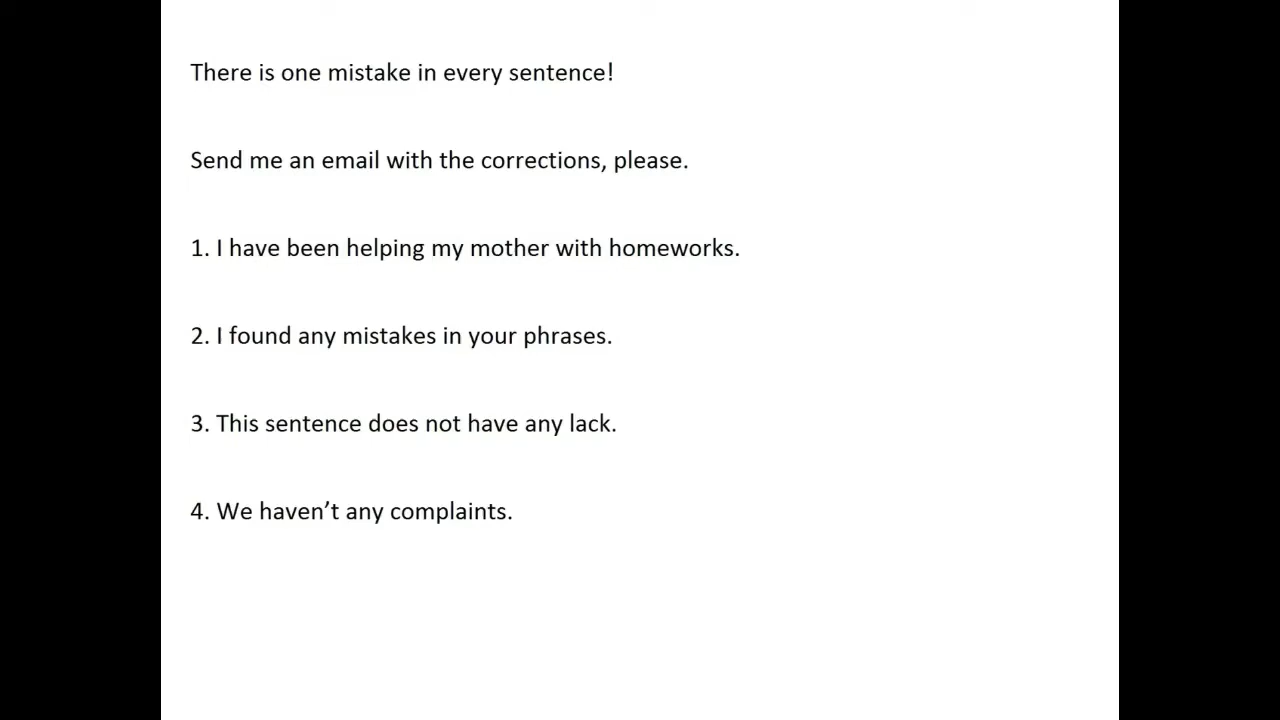 There is one mistake in every sentence!
Send me an email with the corrections, please.
1. I have been helping my mother with homeworks.
2. I found any mistakes in your phrases.
3. This sentence does not have any lack.
4. We haven’t any complaints.